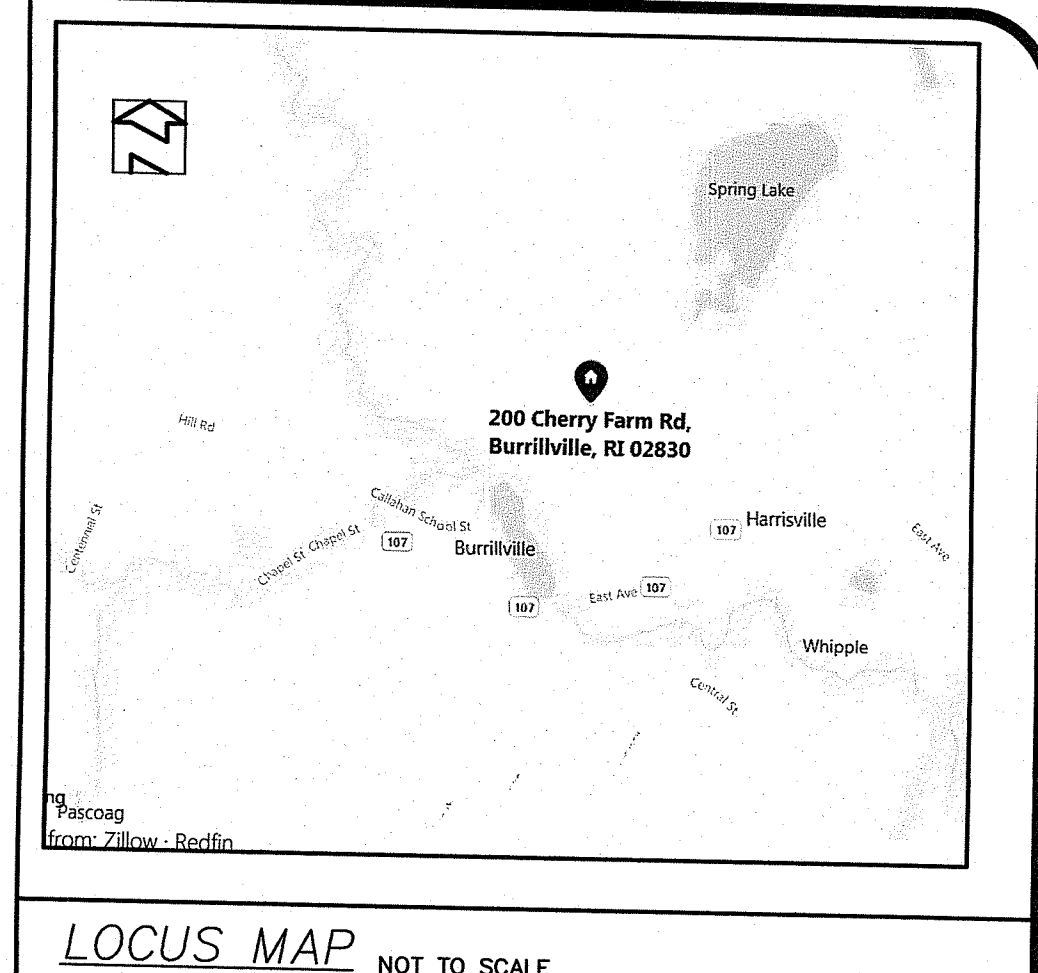 N
Spring Lake
200 Cherry Farm Rd,
Burrillville, RI 02830
Hill Rd
Centennial St
Callahan School St
107
Harrisville
107
East Ave
Chapel St Chapel St
Burrillville
107
East Ave
107
Whipple
Central St
ng
Pascoag
from: Zillow · Redfin
LOCUS MAP NOT TO SCALE